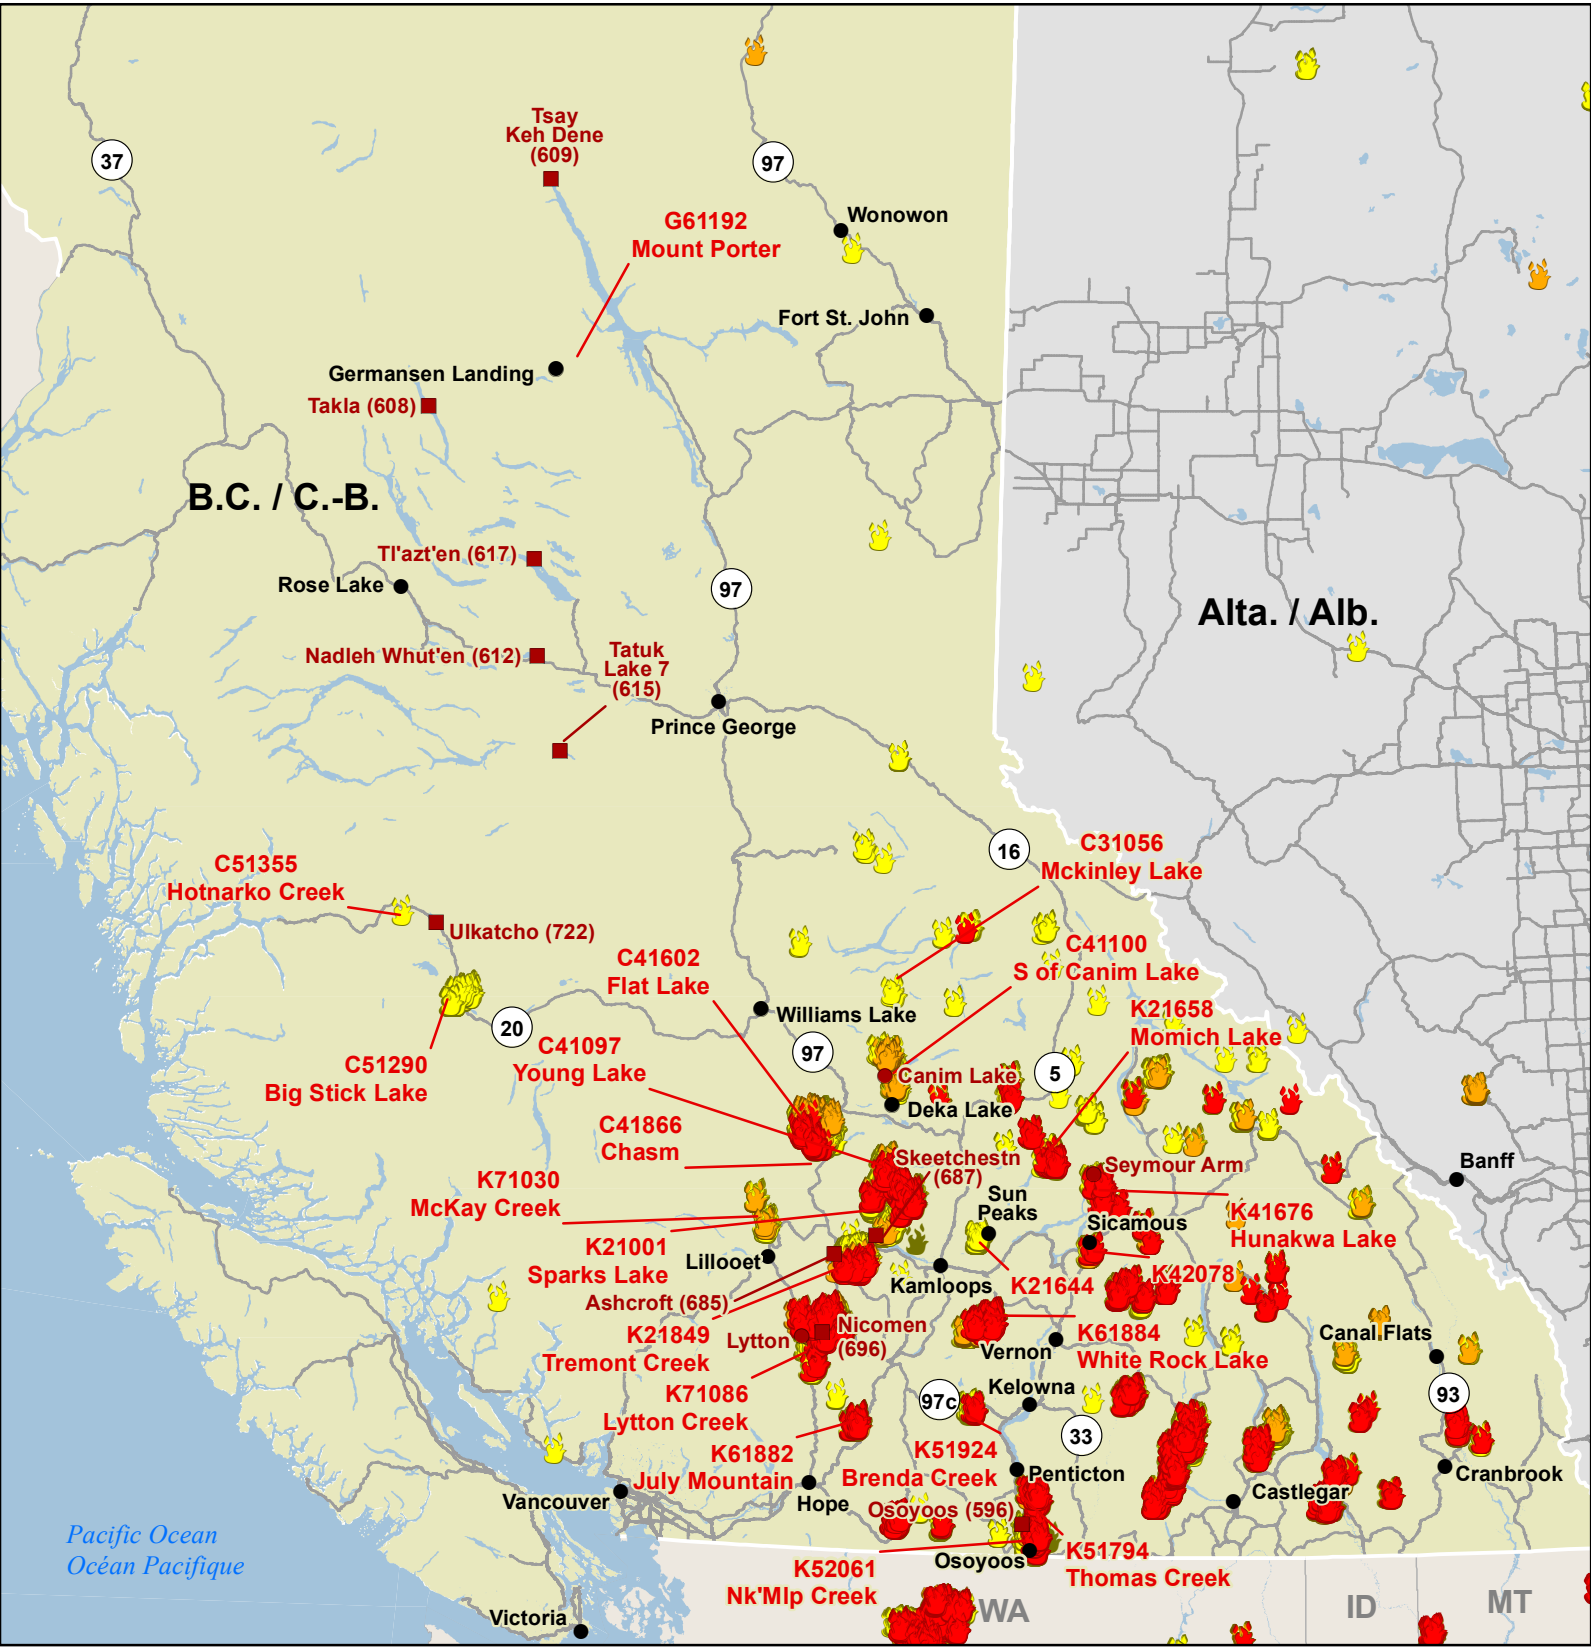 Tsay
Keh Dene
(609)
37
97
G61192
Mount Porter
Wonowon
Fort St. John
Germansen Landing
Takla (608)
B.C. / C.-B.
Tl'azt'en (617)
Rose Lake
97
Alta. / Alb.
Nadleh Whut'en (612)
Tatuk
Lake 7
(615)
Prince George
16
C31056
Mckinley Lake
C51355
Hotnarko Creek
Ulkatcho (722)
C41602
Flat Lake
C41100
S of Canim Lake
Williams Lake
K21658
Momich Lake
20
97
C41097
Young Lake
C51290
Big Stick Lake
Canim Lake
5
Deka Lake
C41866
Chasm
Skeetchestn
(687)
Seymour Arm
Banff
K71030
McKay Creek
Sun
Peaks
K41676
Hunakwa Lake
Sicamous
K21001
Sparks Lake
Lillooet
Kamloops
K21644
K42078
Ashcroft (685)
Nicomen
(696)
Lytton
K21849
Tremont Creek
K61884
White Rock Lake
Vernon
Canal Flats
K71086
Lytton Creek
97c
Kelowna
93
33
K61882
July Mountain
K51924
Brenda Creek
Penticton
Cranbrook
Castlegar
Vancouver
Hope
Osoyoos (596)
Pacific Ocean
Océan Pacifique
K52061
Nk'Mlp Creek
Osoyoos
K51794
Thomas Creek
Victoria
WA
ID
MT